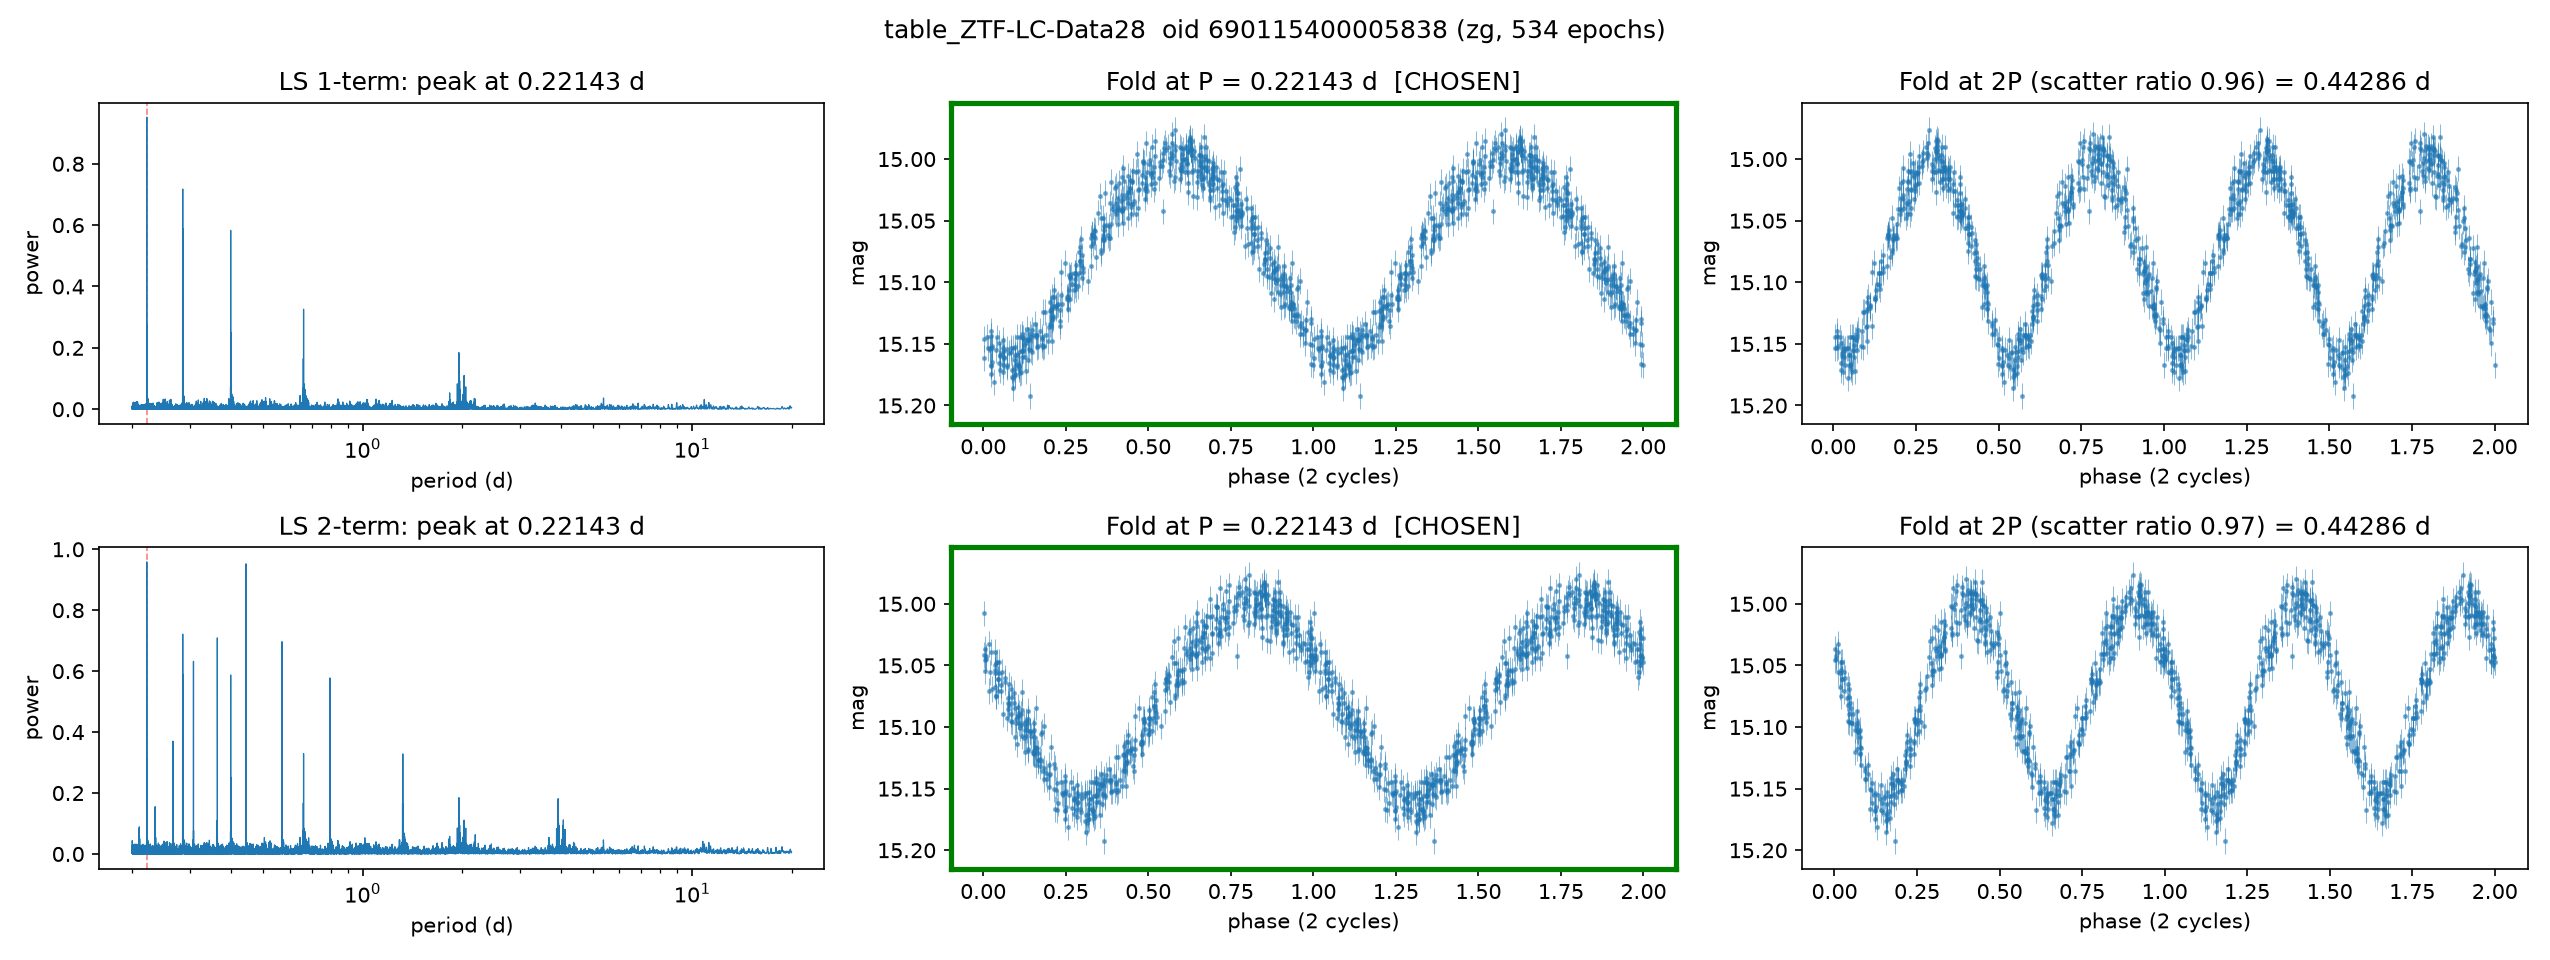 table_ZTF-LC-Data28  oid 690115400005838 (zg, 534 epochs)
LS 1-term: peak at 0.22143 d
power
0.8
0.6
0.4
0.2
0.0
10⁰
10¹
period (d)
Fold at P = 0.22143 d  [CHOSEN]
mag
15.00
15.05
15.10
15.15
15.20
0.00 0.25 0.50 0.75 1.00 1.25 1.50 1.75 2.00
phase (2 cycles)
Fold at 2P (scatter ratio 0.96) = 0.44286 d
mag
15.00
15.05
15.10
15.15
15.20
0.00 0.25 0.50 0.75 1.00 1.25 1.50 1.75 2.00
phase (2 cycles)
LS 2-term: peak at 0.22143 d
power
1.0
0.8
0.6
0.4
0.2
0.0
10⁰
10¹
period (d)
Fold at P = 0.22143 d  [CHOSEN]
mag
15.00
15.05
15.10
15.15
15.20
0.00 0.25 0.50 0.75 1.00 1.25 1.50 1.75 2.00
phase (2 cycles)
Fold at 2P (scatter ratio 0.97) = 0.44286 d
mag
15.00
15.05
15.10
15.15
15.20
0.00 0.25 0.50 0.75 1.00 1.25 1.50 1.75 2.00
phase (2 cycles)